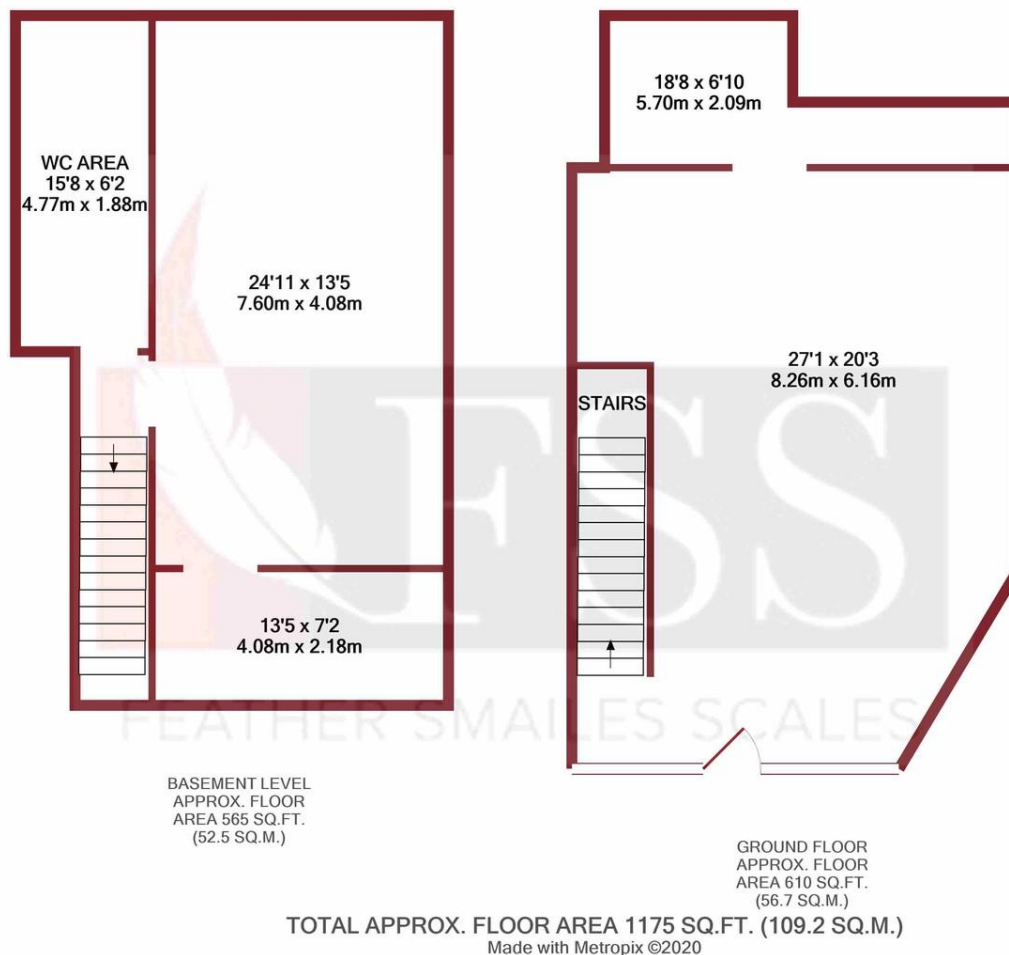 WC AREA
15'8 x 6'2
4.77m x 1.88m
24'11 x 13'5
7.60m x 4.08m
13'5 x 7'2
4.08m x 2.18m
BASEMENT LEVEL
APPROX. FLOOR
AREA 565 SQ.FT.
(52.5 SQ.M.)
18'8 x 6'10
5.70m x 2.09m
27'1 x 20'3
8.26m x 6.16m
STAIRS
GROUND FLOOR
APPROX. FLOOR
AREA 610 SQ.FT.
(56.7 SQ.M.)
FSS
FEATHER SMAILES SCALES
TOTAL APPROX. FLOOR AREA 1175 SQ.FT. (109.2 SQ.M.)
Made with Metropix ©2020